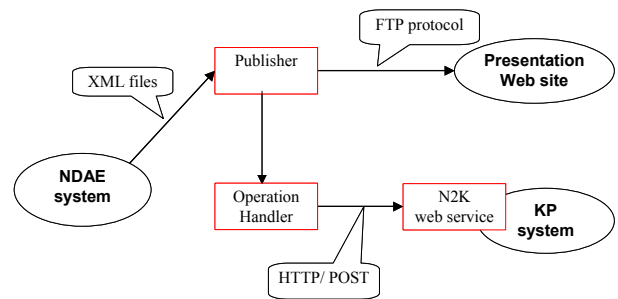 FTP protocol
Publisher
Presentation
Web site
XML files
NDAE
system
Operation
Handler
N2K
web service
KP
system
HTTP/ POST